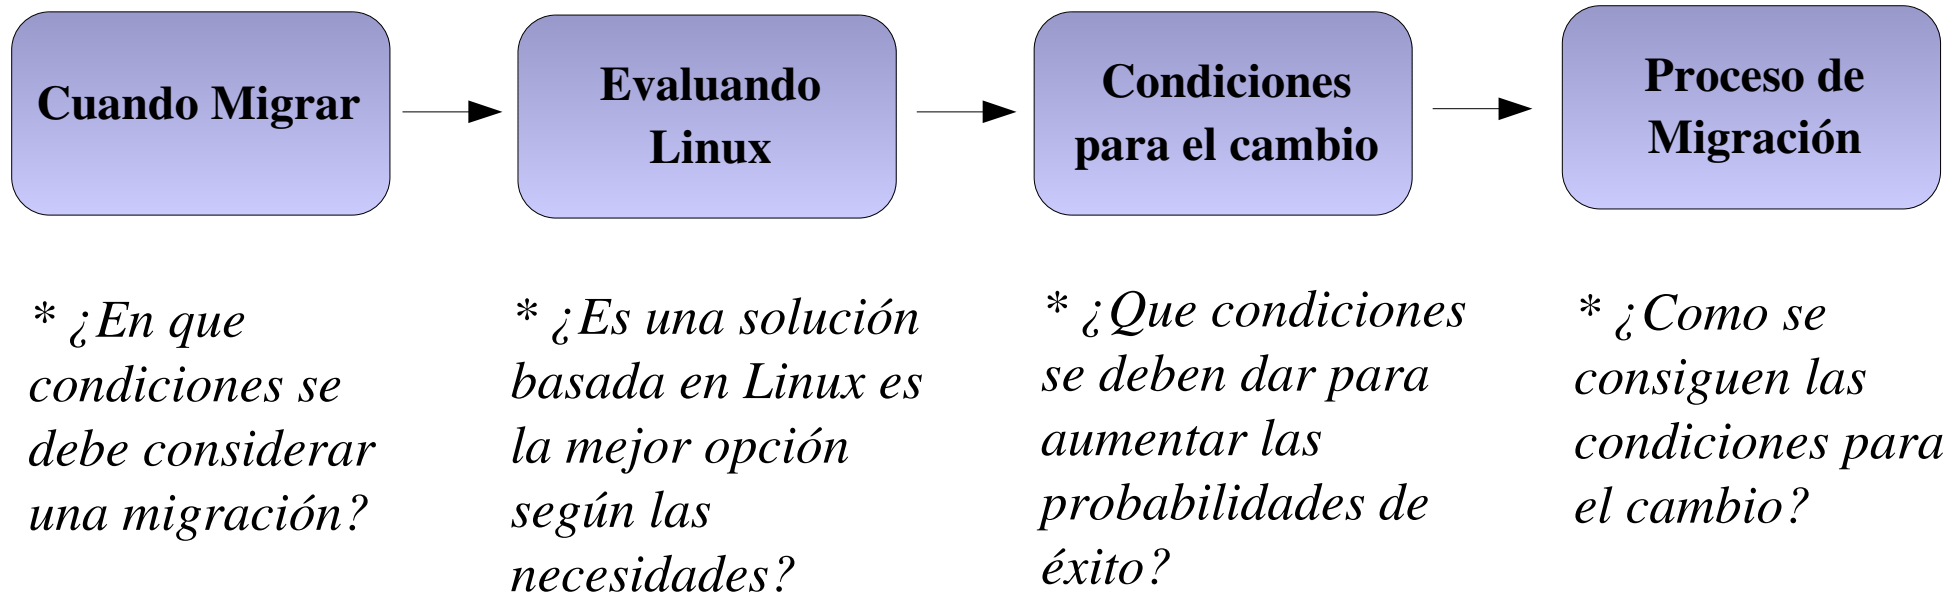 Cuando Migrar
Evaluando
Linux
Condiciones
para el cambio
Proceso de
Migración
* ¿En que
condiciones se
debe considerar
una migración?
* ¿Es una solución
basada en Linux es
la mejor opción
según las
necesidades?
* ¿Que condiciones
se deben dar para
aumentar las
probabilidades de
éxito?
* ¿Como se
consiguen las
condiciones para
el cambio?